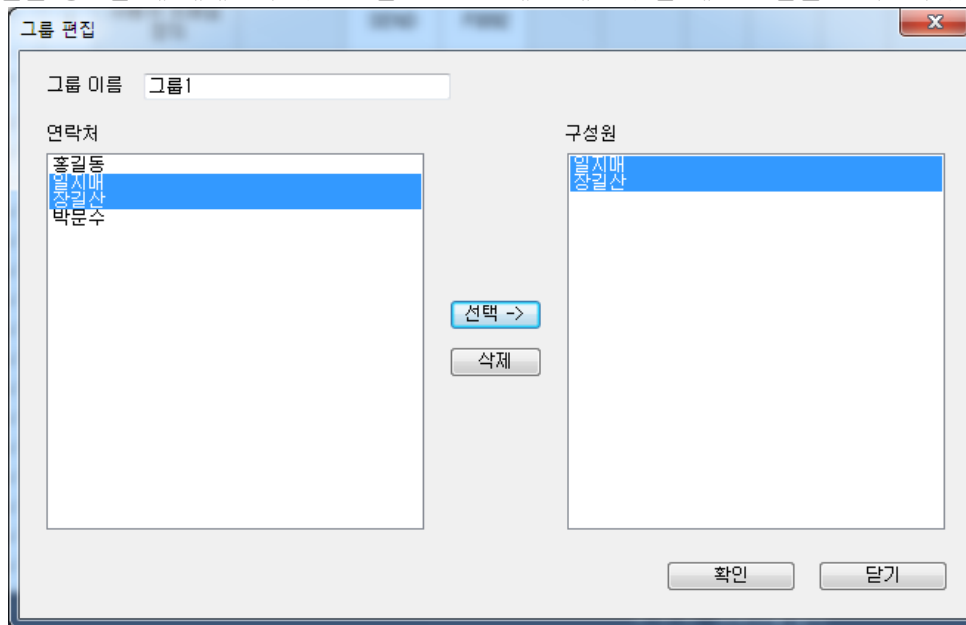 그룹 편집
그룹 이름 그룹1
연락처
구성원
홍길동
일지매
장길산
박문수
일지매
장길산
선택 ->
삭제
확인
닫기